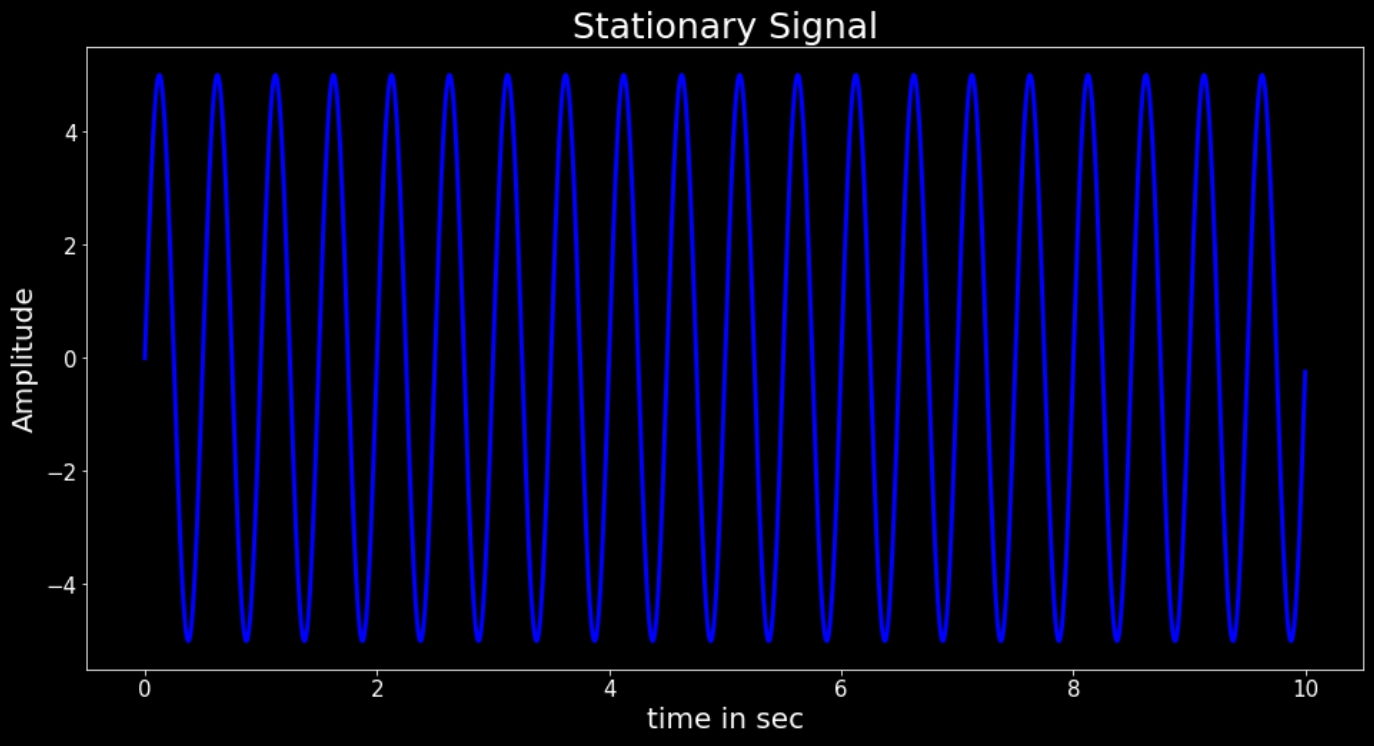 Stationary Signal
Amplitude
4
2
0
−2
−4
0 2 4 6 8 10
time in sec